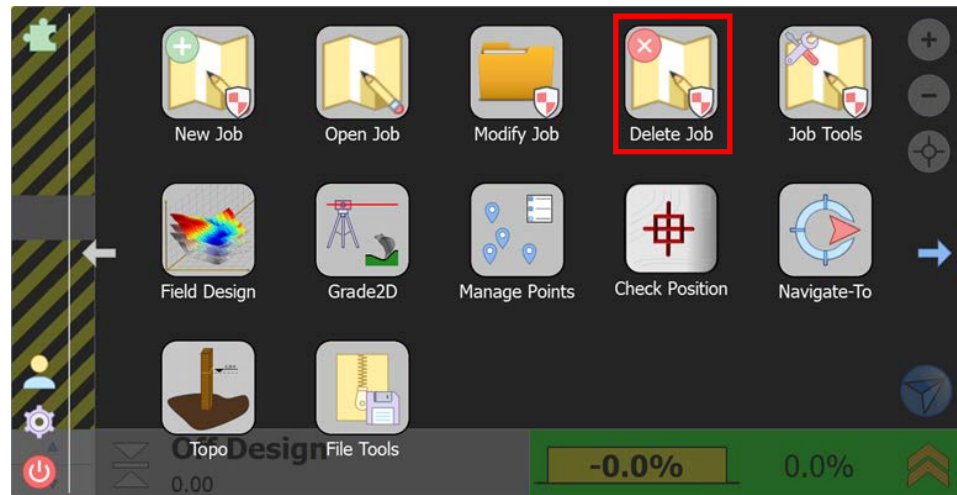 New Job
Open Job
Modify Job
Delete Job
Job Tools
Field Design
Grade2D
Manage Points
Check Position
Navigate-To
Topo
File Tools
Off Design
0.00
-0.0%
0.0%